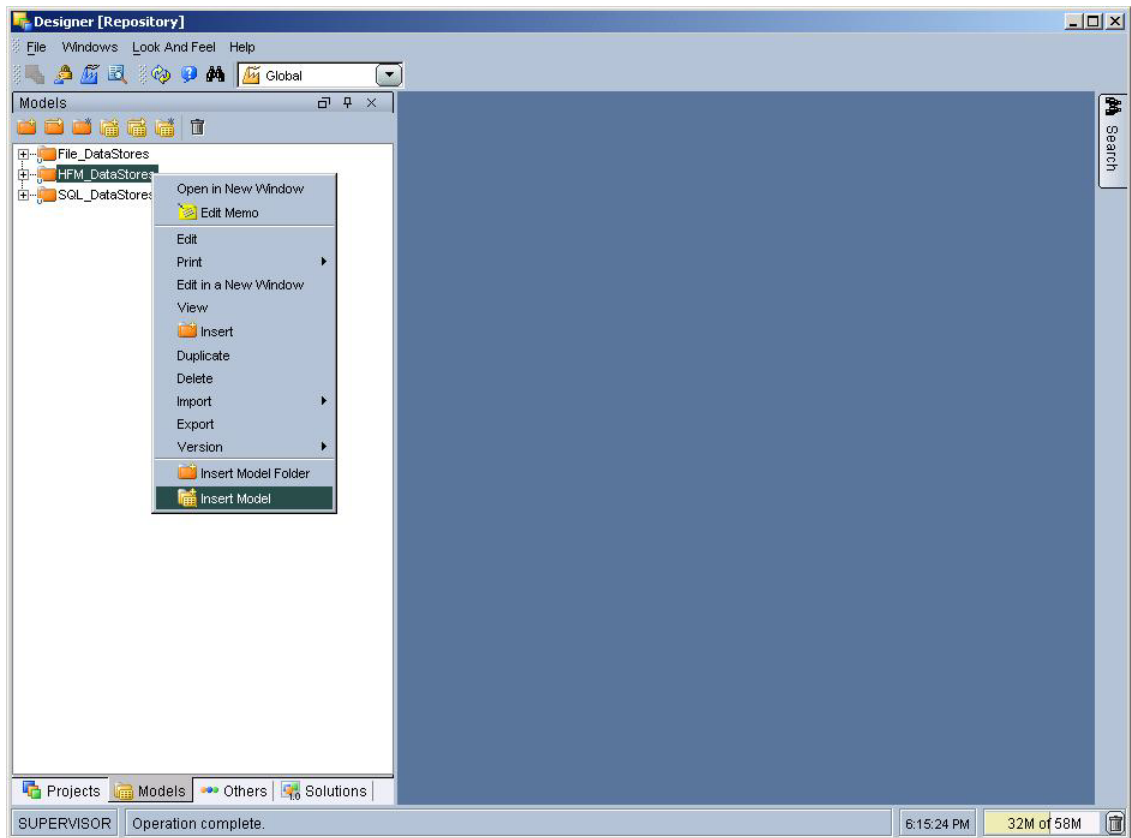 Designer [Repository]
File Windows Look And Feel Help
Global
Models
File_DataStores
HFM_DataStores
SQL_DataStores
Open in New Window
Edit Memo
Edit
Print
Edit in a New Window
View
Insert
Duplicate
Delete
Import
Export
Version
Insert Model Folder
Insert Model
Search
Projects Models Others Solutions
SUPERVISOR Operation complete. 6:15:24 PM 32M of 58M